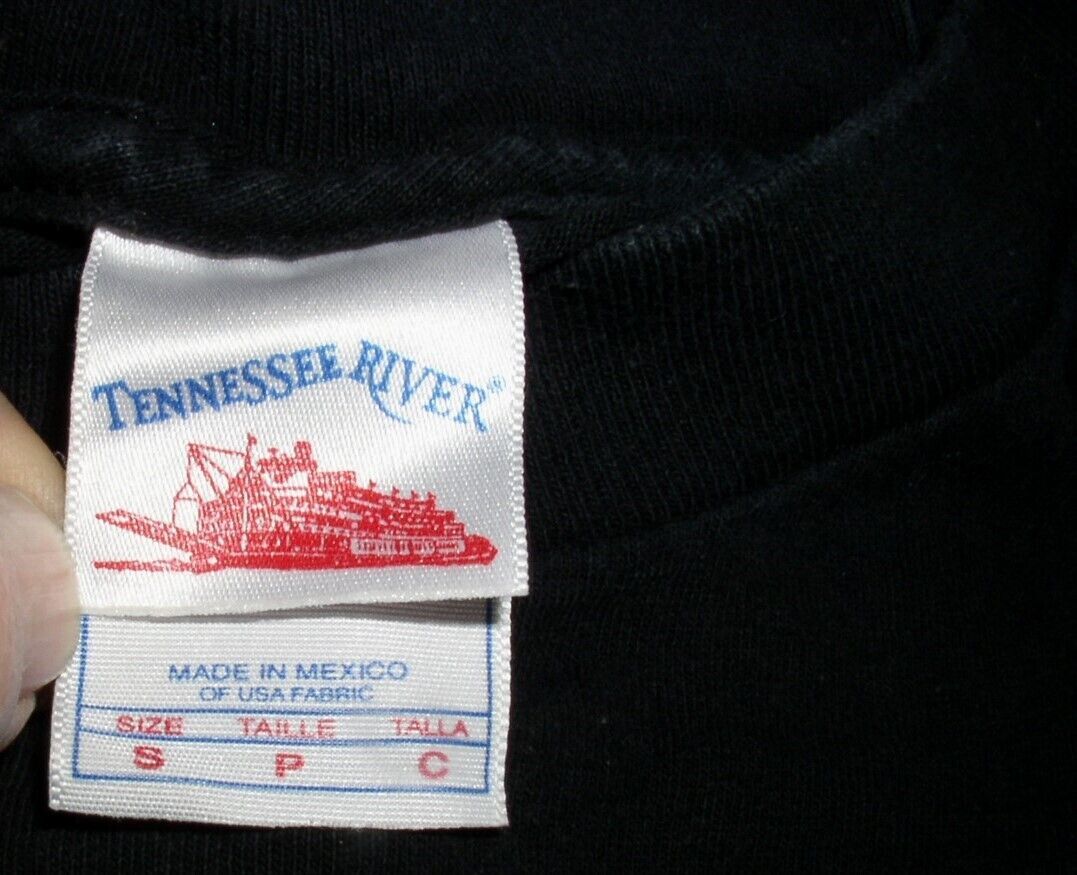 TENNESSEE RIVER®
MADE IN MEXICO
OF USA FABRIC
SIZE TAILLE TALLA
S P C